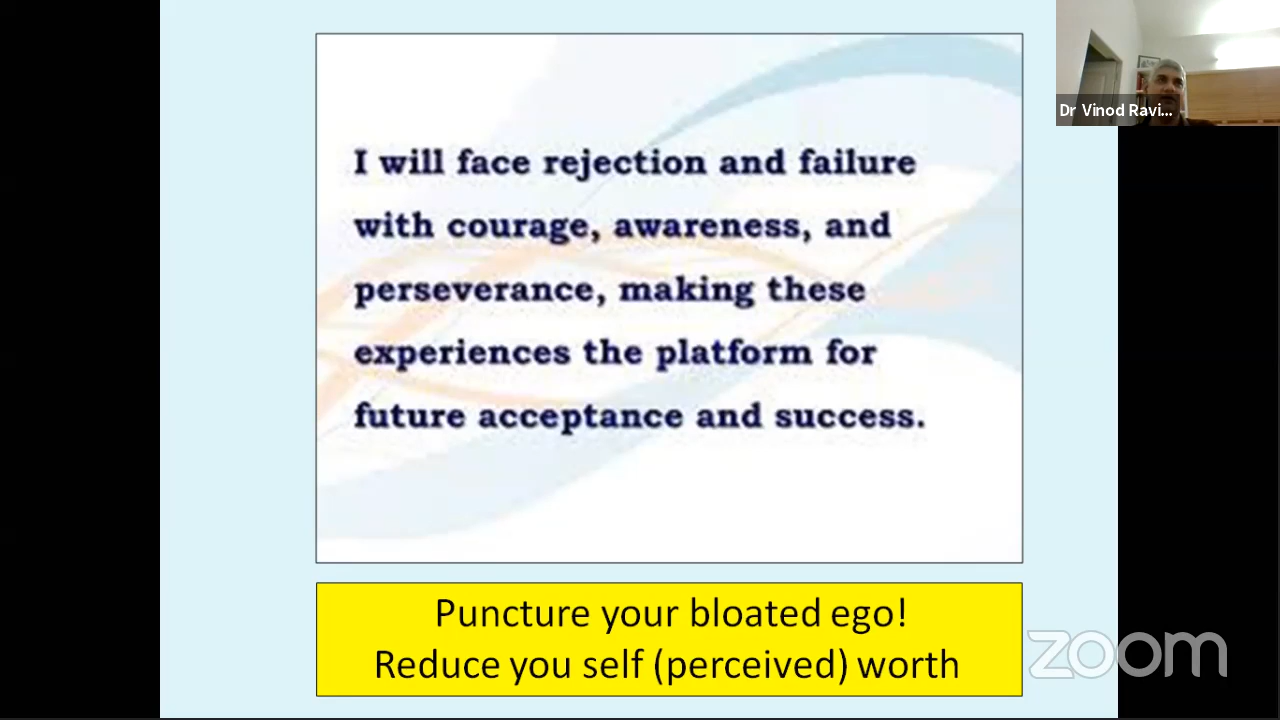 Dr Vinod Ravi...
I will face rejection and failure
with courage, awareness, and
perseverance, making these
experiences the platform for
future acceptance and success.
Puncture your bloated ego!
Reduce you self (perceived) worth
zoom